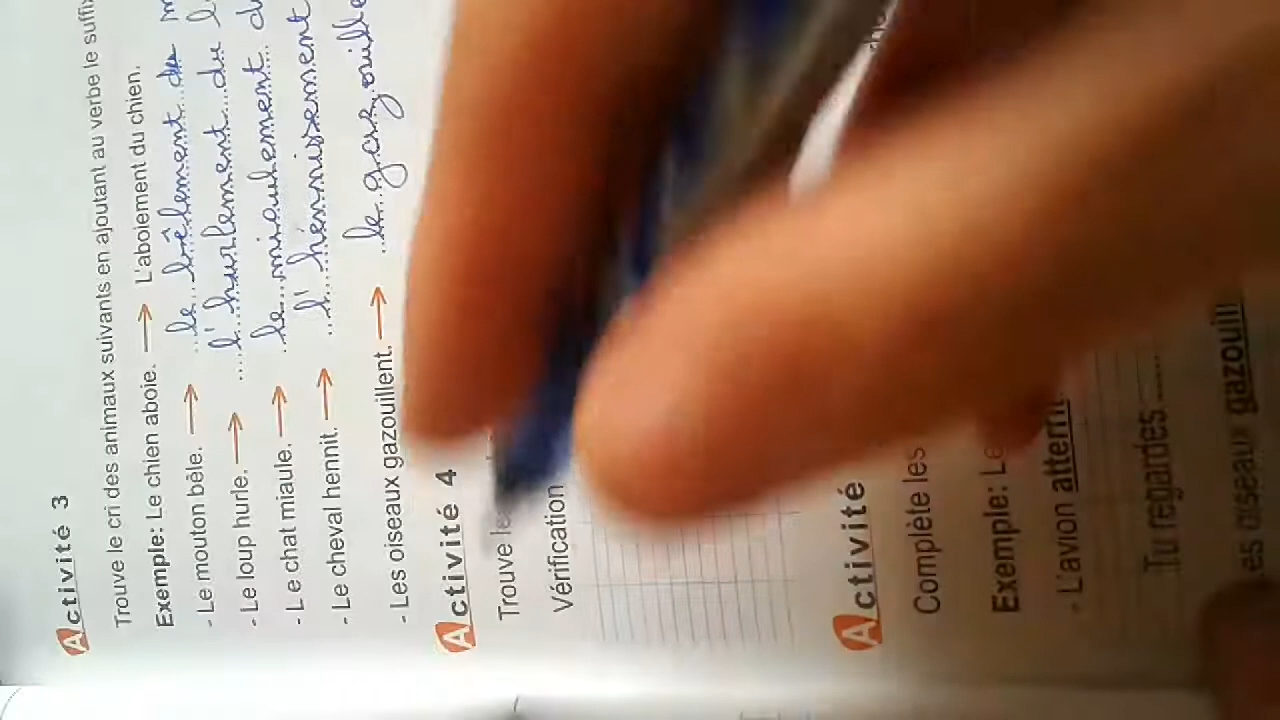 Activité 3
Trouve le cri des animaux suivants en ajoutant au verbe le suffix
Exemple: Le chien aboie. → L'aboiement du chien.
- Le mouton bêle. → le bêlement du m
- Le loup hurle. → l'hurlement du l
- Le chat miaule. → le miaulement d
- Le cheval hennit. → l'hennissement
- Les oiseaux gazouillent. → le gazouille
Activité 4
Trouve le
Vérification
Activité
Complète les
Exemple: Le
- L'avion atterrit
Tu regardes
es oiseaux gazouill